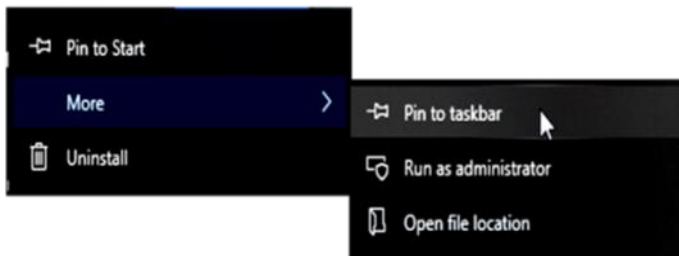 Pin to Start
More
Uninstall
Pin to taskbar
Run as administrator
Open file location